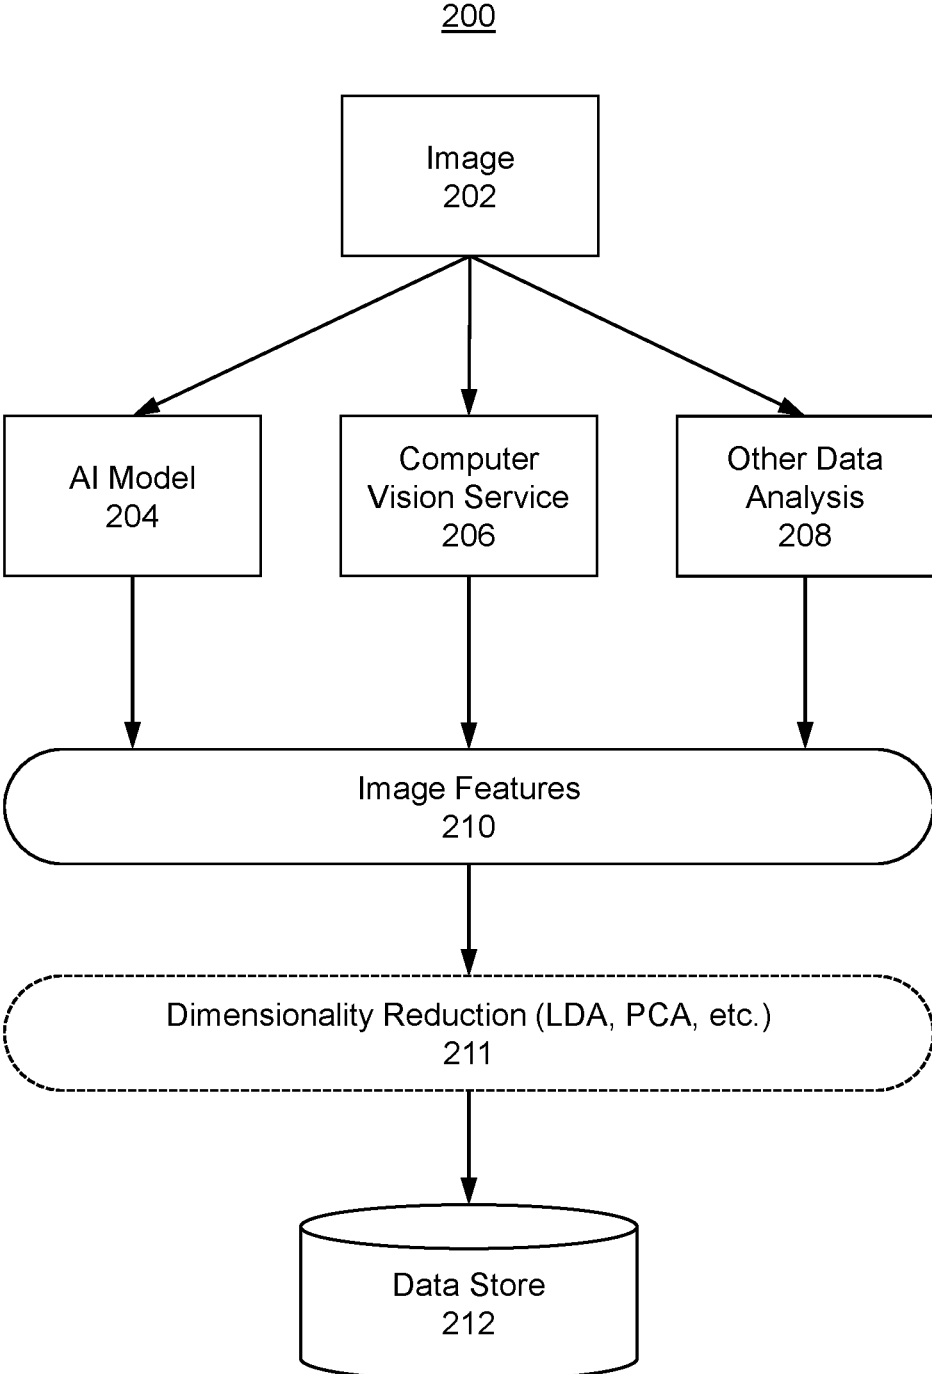 200
Image
202
AI Model
204
Computer
Vision Service
206
Other Data
Analysis
208
Image Features
210
Dimensionality Reduction (LDA, PCA, etc.)
211
Data Store
212